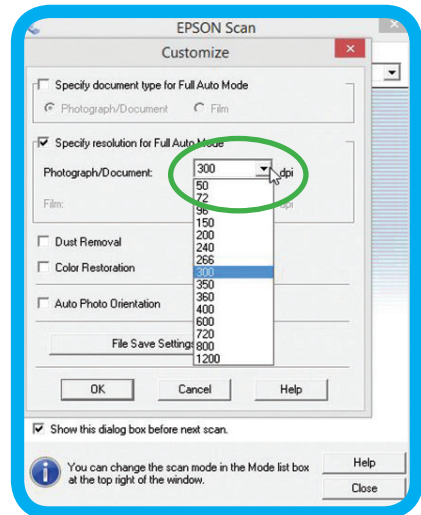 EPSON Scan
Customize
Specify document type for Full Auto Mode
Photograph/Document Film
Specify resolution for Full Auto Mode
Photograph/Document: 300 dpi
50
72
Film: 96 dpi
150
200
240
266
300
350
360
400
600
720
800
1200
Dust Removal
Color Restoration
Auto Photo Orientation
File Save Settings
OK Cancel Help
Show this dialog box before next scan.
You can change the scan mode in the Mode list box
at the top right of the window.
Help
Close